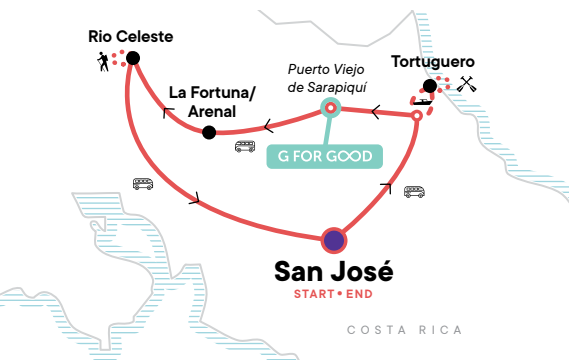 Rio Celeste
Tortuguero
Puerto Viejo
de Sarapiquí
La Fortuna/
Arenal
G FOR GOOD
San José
START • END
COSTA RICA